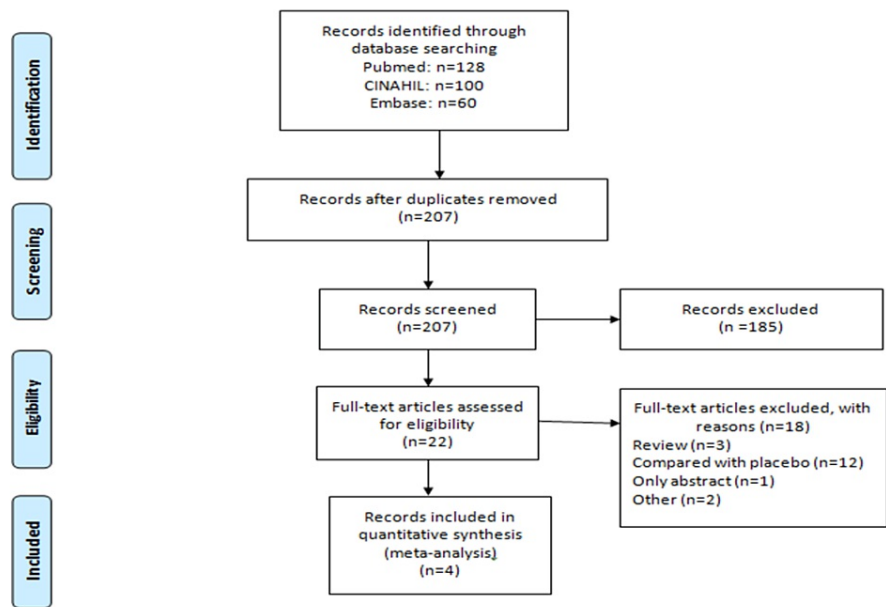 Identification
Records identified through
database searching
Pubmed: n=128
CINAHIL: n=100
Embase: n=60
Records after duplicates removed
(n=207)
Screening
Records screened
(n=207)
Records excluded
(n =185)
Eligibility
Full-text articles assessed
for eligibility
(n=22)
Full-text articles excluded, with
reasons (n=18)
Review (n=3)
Compared with placebo (n=12)
Only abstract (n=1)
Other (n=2)
Included
Records included in
quantitative synthesis
(meta-analysis)
(n=4)